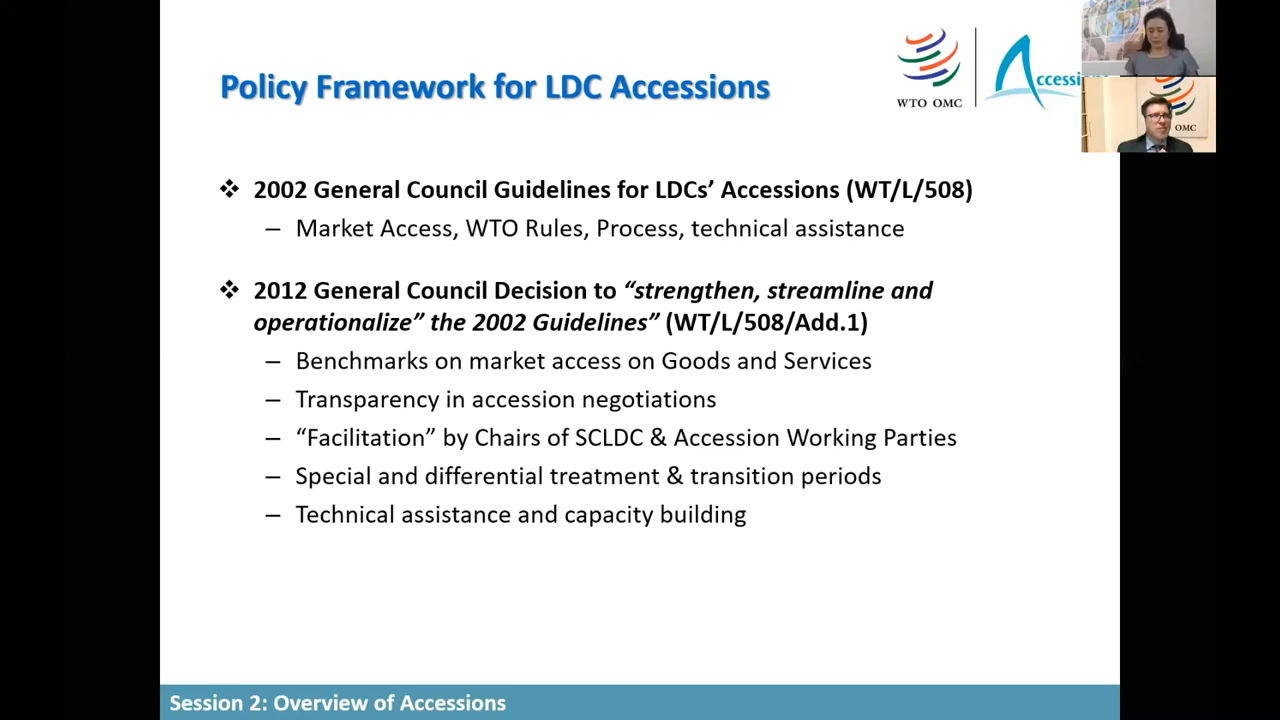 Policy Framework for LDC Accessions
WTO OMC
Accessi
OMC
❖ 2002 General Council Guidelines for LDCs’ Accessions (WT/L/508)
– Market Access, WTO Rules, Process, technical assistance
❖ 2012 General Council Decision to “strengthen, streamline and
operationalize” the 2002 Guidelines” (WT/L/508/Add.1)
– Benchmarks on market access on Goods and Services
– Transparency in accession negotiations
– “Facilitation” by Chairs of SCLDC & Accession Working Parties
– Special and differential treatment & transition periods
– Technical assistance and capacity building
Session 2: Overview of Accessions